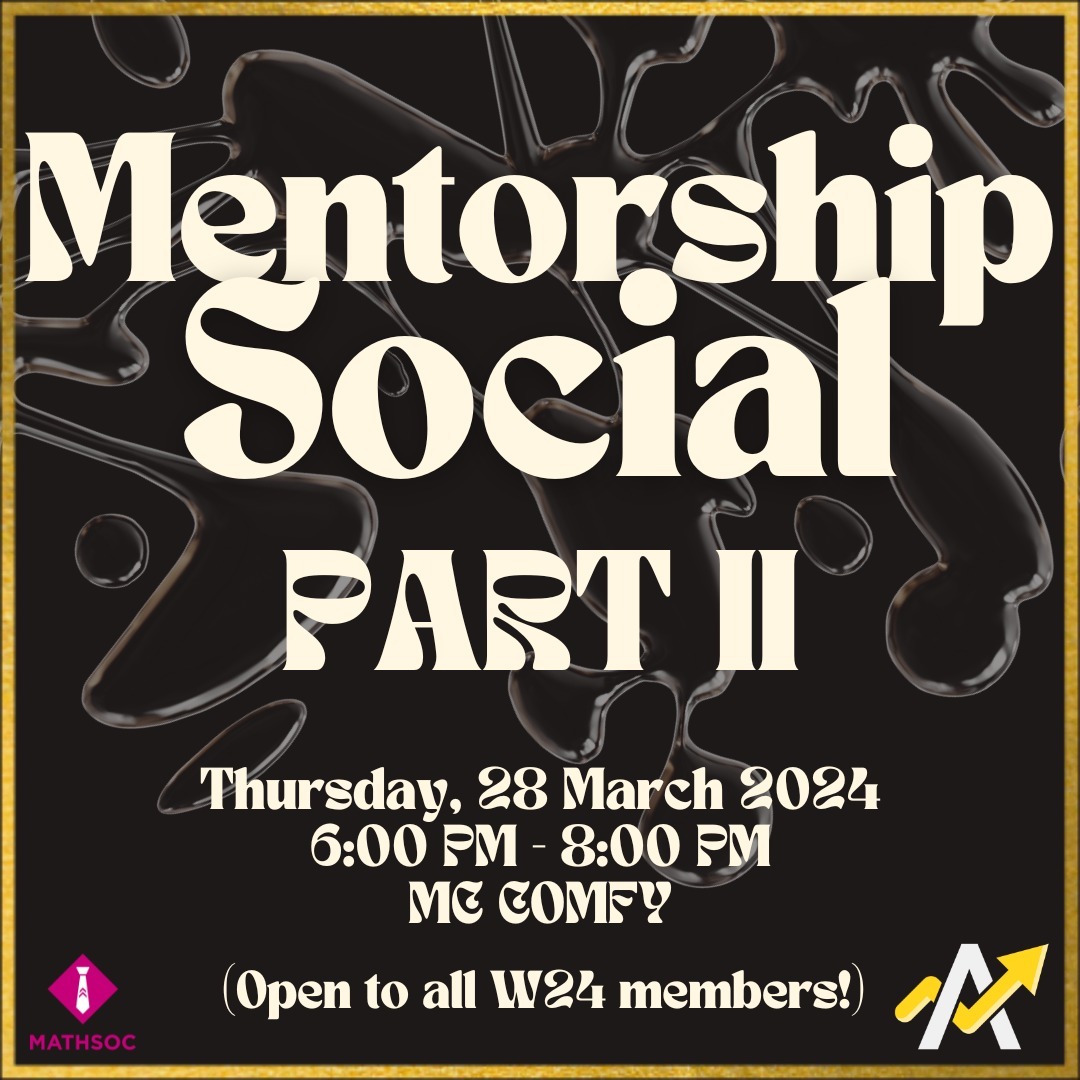 Mentorship
Social
PART II
Thursday, 28 March 2024
6:00 PM - 8:00 PM
MC COMFY
(Open to all W24 members!)
MATHSOC